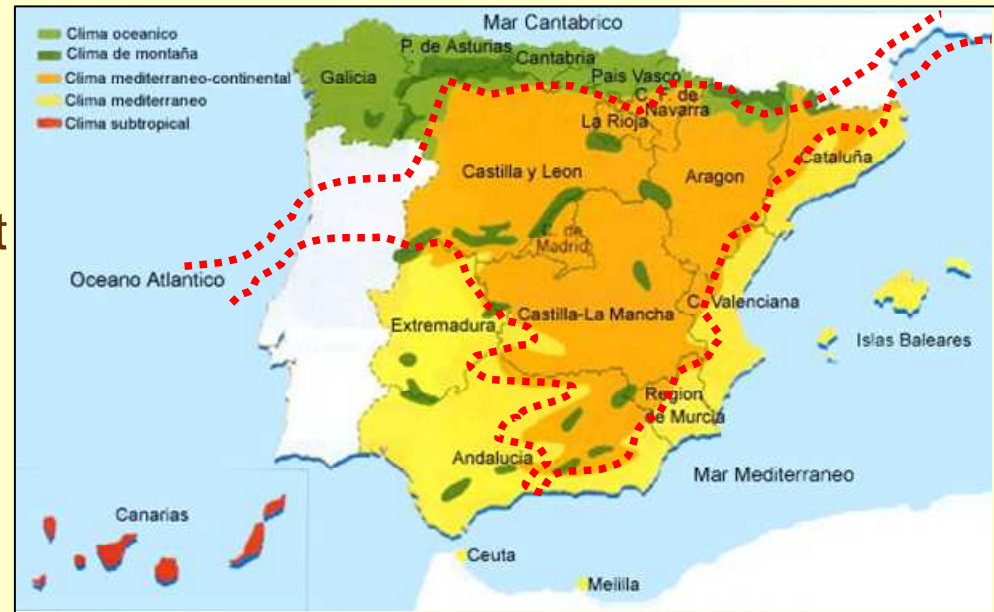 Mar Cantabrico
Clima oceanico
Clima de montaña
Clima mediterraneo-continental
Clima mediterraneo
Clima subtropical
P. de Asturias
Cantabria
Galicia
Pais Vasco
C. F. de
Navarra
La Rioja
Cataluña
Castilla y Leon
Aragon
t
C. de
Madrid
Oceano Atlantico
C. Valenciana
Castilla-La Mancha
Extremadura
Islas Baleares
Region
de Murcia
Andalucia
Mar Mediterraneo
Canarias
Ceuta
Melilla